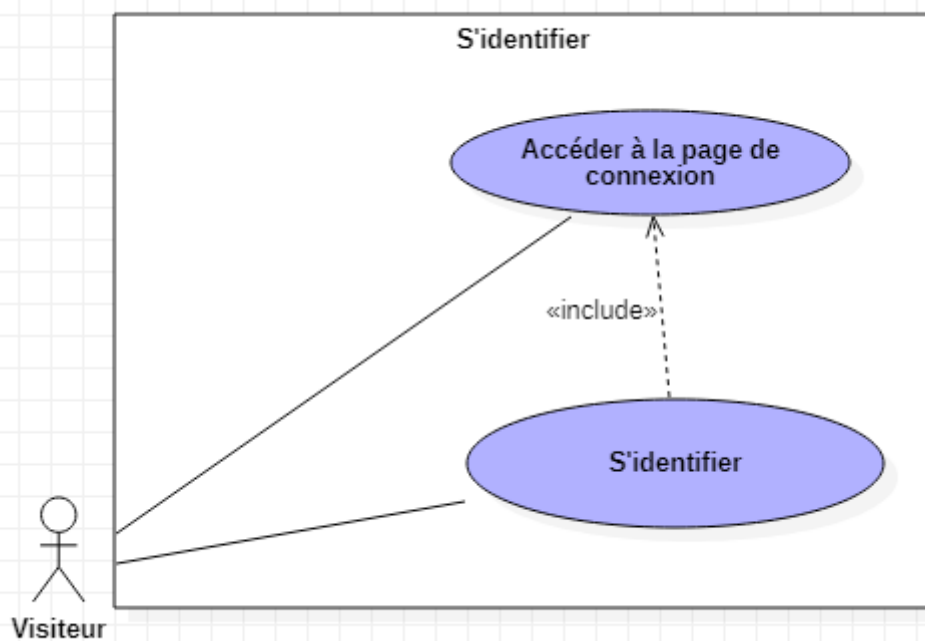 S'identifier
Accéder à la page de
connexion
«include»
S'identifier
Visiteur